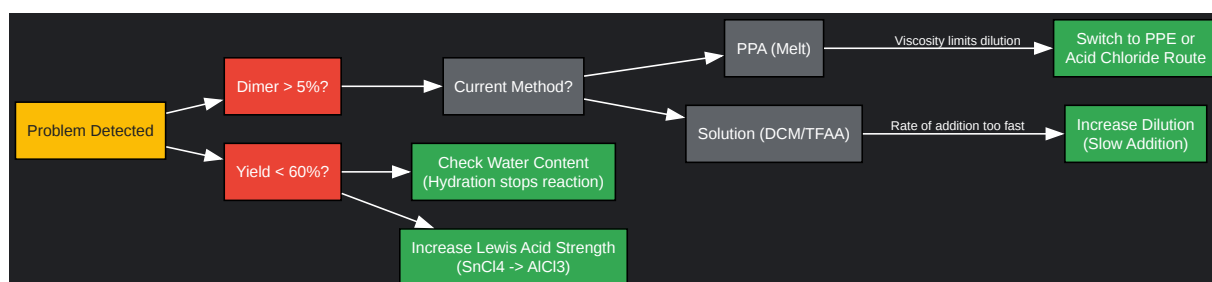 Problem Detected
Dimer > 5%?
Yield < 60%?
Current Method?
Check Water Content
(Hydration stops reaction)
Increase Lewis Acid Strength
(SnCl4 -> AlCl3)
PPA (Melt)
Solution (DCM/TFAA)
Viscosity limits dilution
Rate of addition too fast
Switch to PPE or
Acid Chloride Route
Increase Dilution
(Slow Addition)